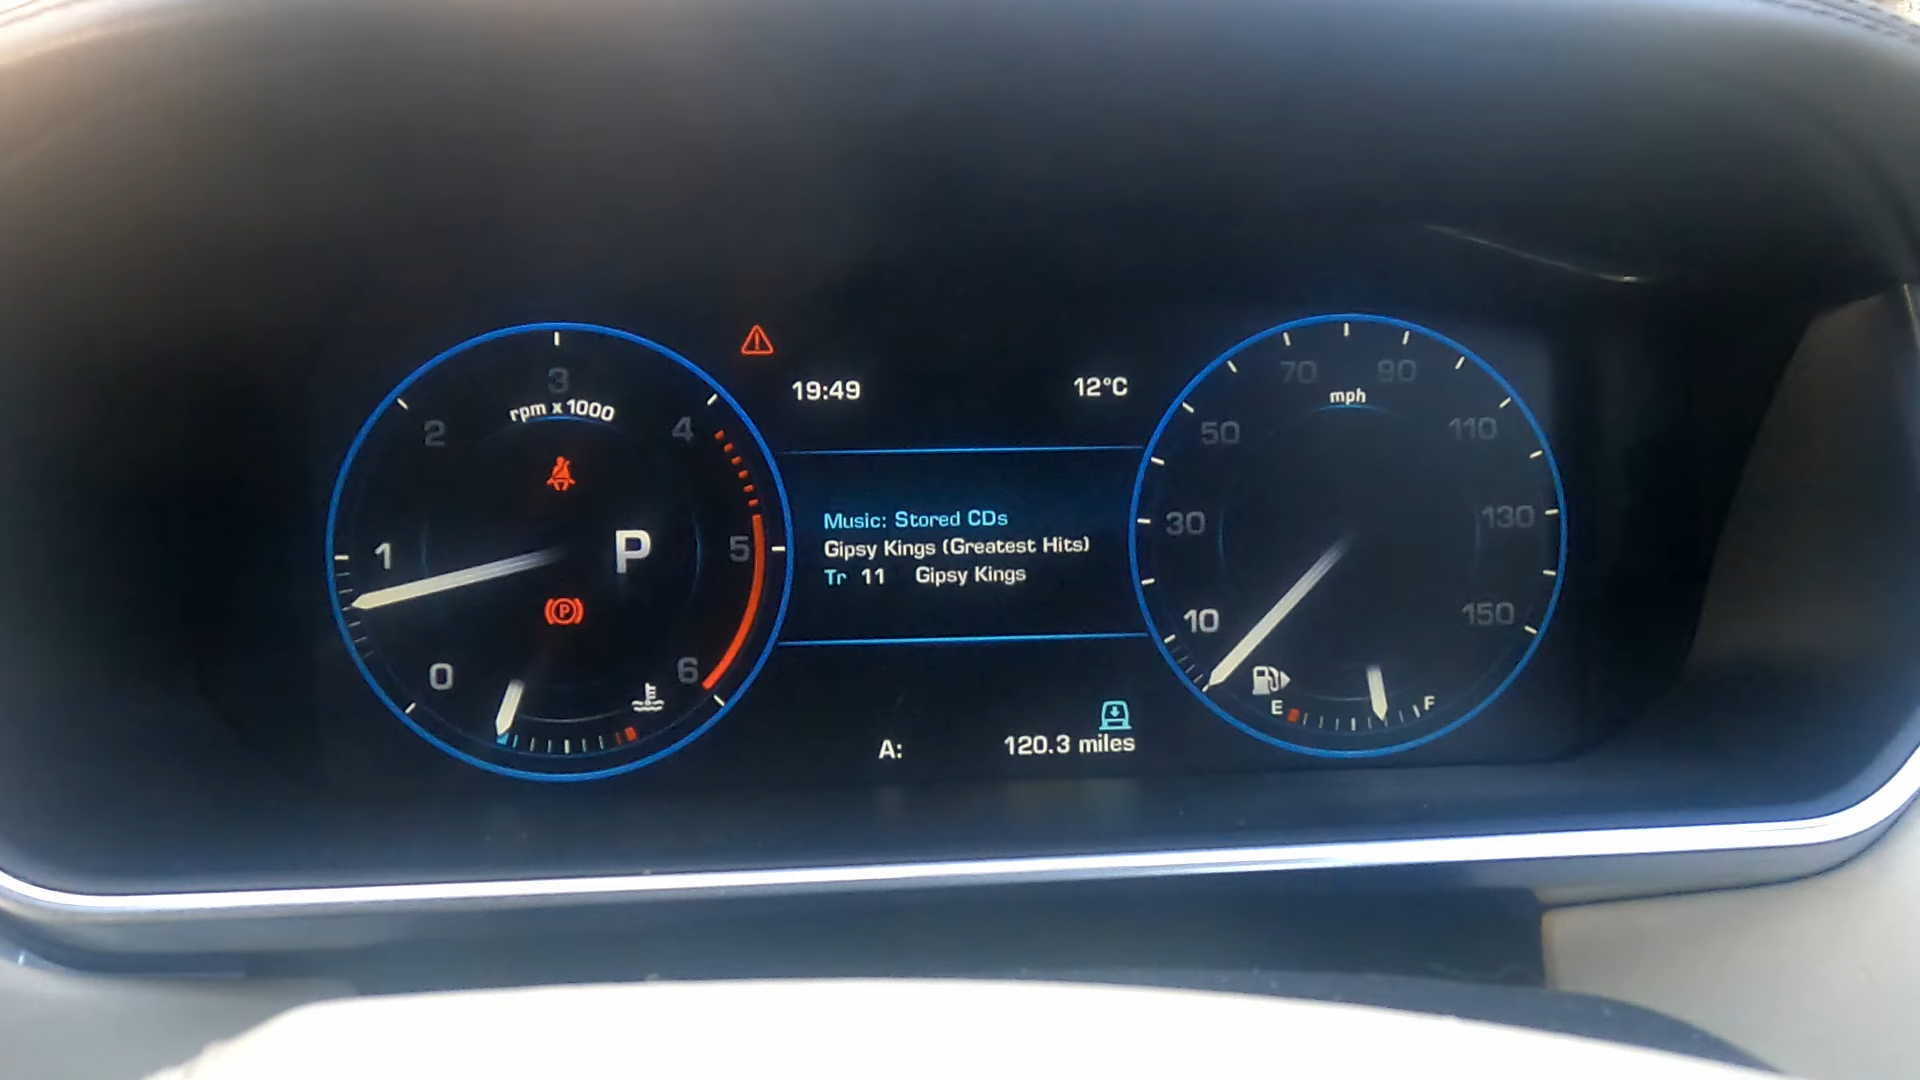 3
rpm x 1000
2
4
1
P
5
0
6
19:49
12°C
Music: Stored CDs
Gipsy Kings (Greatest Hits)
Tr 11 Gipsy Kings
A:
120.3 miles
70
90
mph
50
110
30
130
10
150
E
F